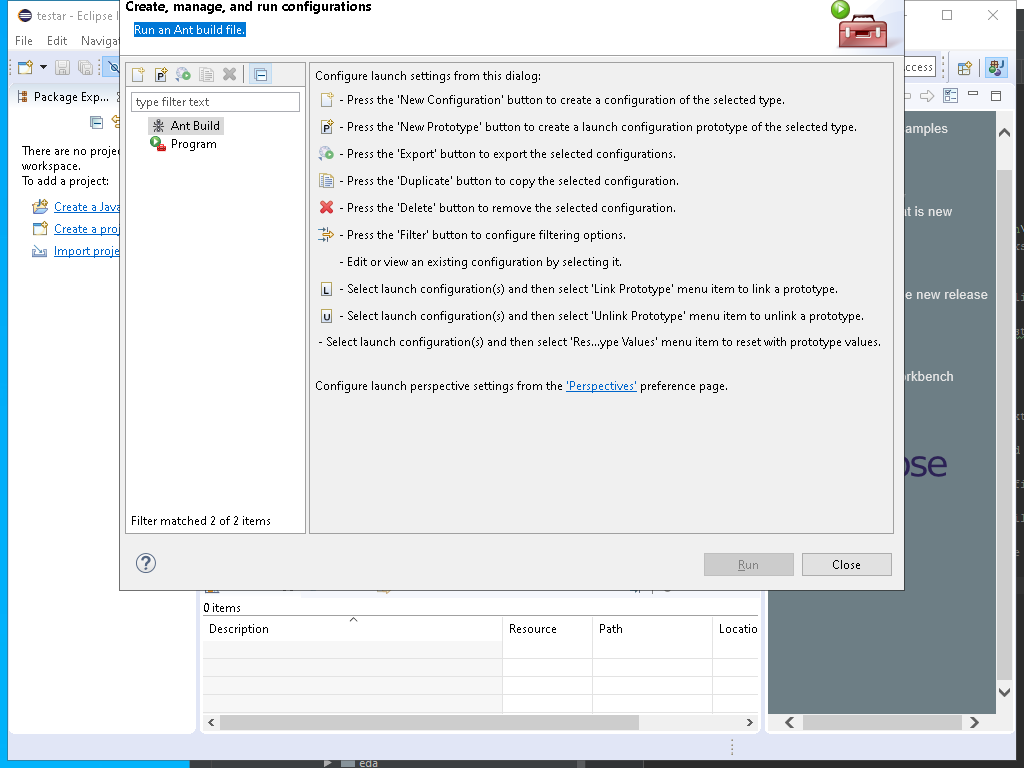 Create, manage, and run configurations
Run an Ant build file.
testar - Eclipse I
File Edit Navigat
Package Exp...
There are no projec
workspace.
To add a project:
Create a Java
Create a proj
Import proje
type filter text
Ant Build
Program
Filter matched 2 of 2 items
Configure launch settings from this dialog:
- Press the 'New Configuration' button to create a configuration of the selected type.
- Press the 'New Prototype' button to create a launch configuration prototype of the selected type.
- Press the 'Export' button to export the selected configurations.
- Press the 'Duplicate' button to copy the selected configuration.
- Press the 'Delete' button to remove the selected configuration.
- Press the 'Filter' button to configure filtering options.
- Edit or view an existing configuration by selecting it.
- Select launch configuration(s) and then select 'Link Prototype' menu item to link a prototype.
- Select launch configuration(s) and then select 'Unlink Prototype' menu item to unlink a prototype.
- Select launch configuration(s) and then select 'Res...ype Values' menu item to reset with prototype values.
Configure launch perspective settings from the 'Perspectives' preference page.
Run
Close
ccess
amples
at is new
e new release
rkbench
ose
0 items
Description
Resource
Path
Locatio
eda